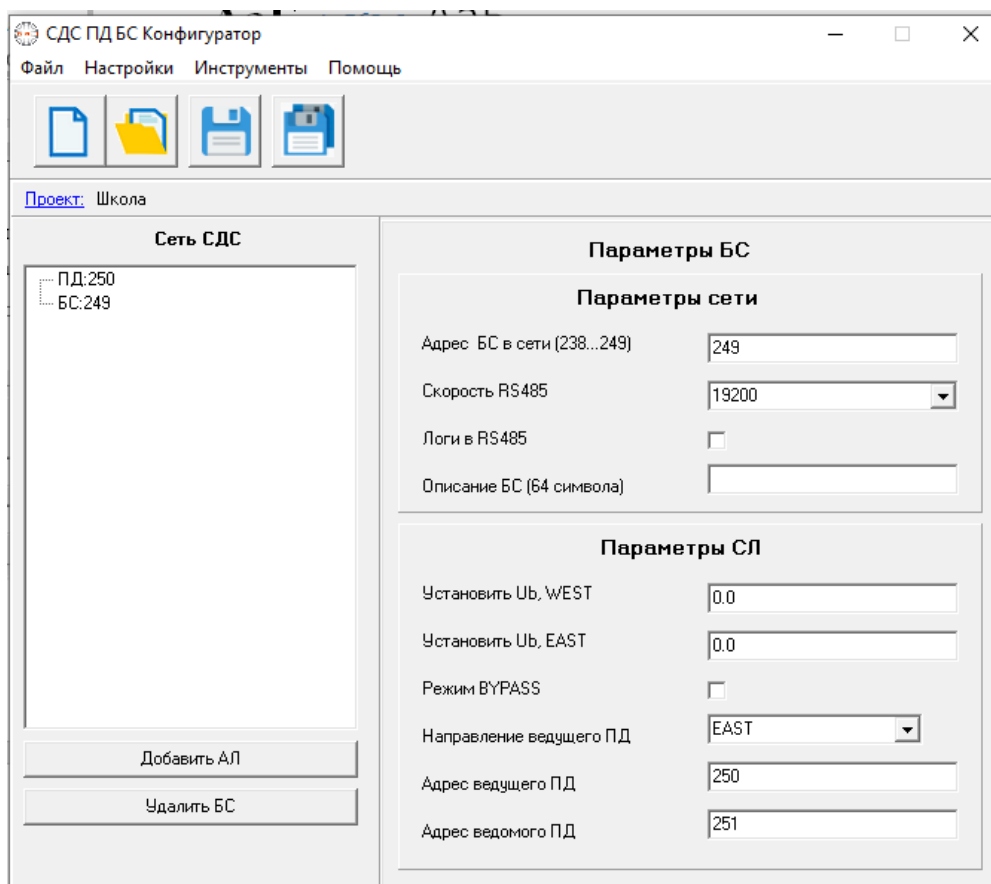 СДС ПД БС Конфигуратор
Файл Настройки Инструменты Помощь
Проект: Школа
Сеть СДС
ПД:250
БС:249
Добавить АЛ
Удалить БС
Параметры БС
Параметры сети
Адрес БС в сети (238...249) 249
Скорость RS485 19200
Логи в RS485
Описание БС (64 символа)
Параметры СЛ
Установить Ub, WEST 0.0
Установить Ub, EAST 0.0
Режим BYPASS
Направление ведущего ПД EAST
Адрес ведущего ПД 250
Адрес ведомого ПД 251